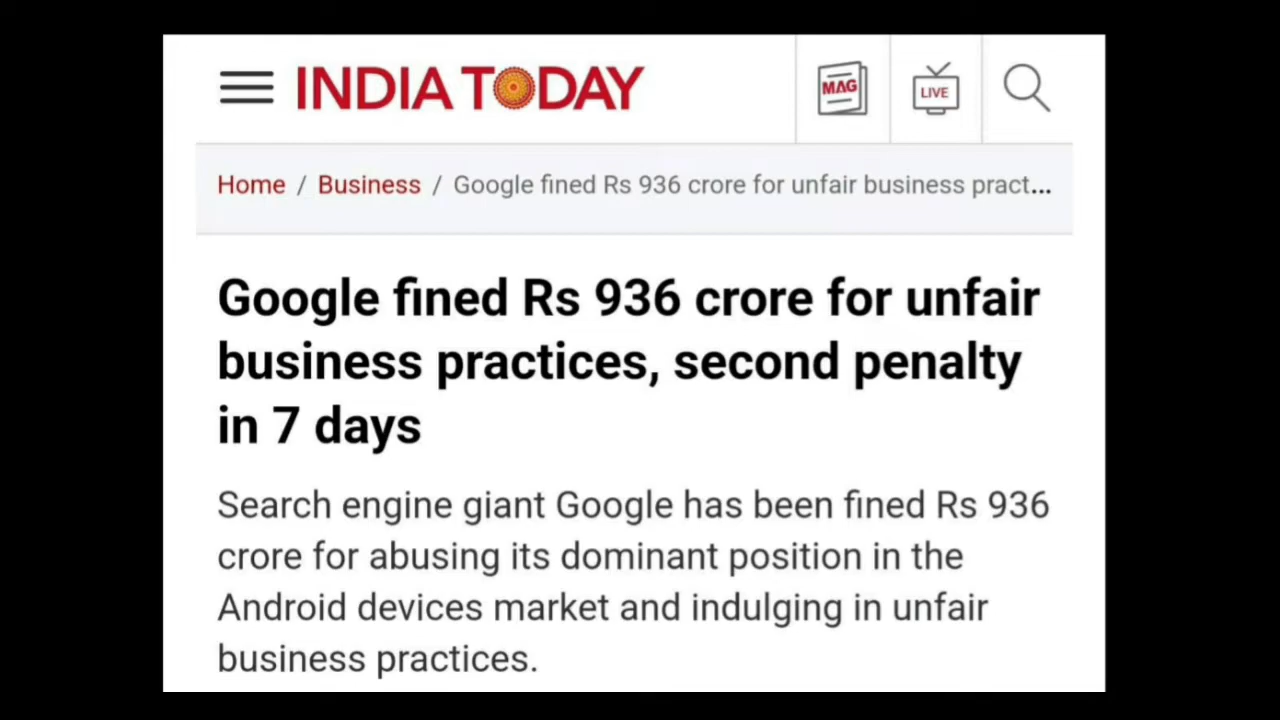 INDIA TODAY
MAG
LIVE
Home / Business / Google fined Rs 936 crore for unfair business pract...
Google fined Rs 936 crore for unfair
business practices, second penalty
in 7 days
Search engine giant Google has been fined Rs 936
crore for abusing its dominant position in the
Android devices market and indulging in unfair
business practices.